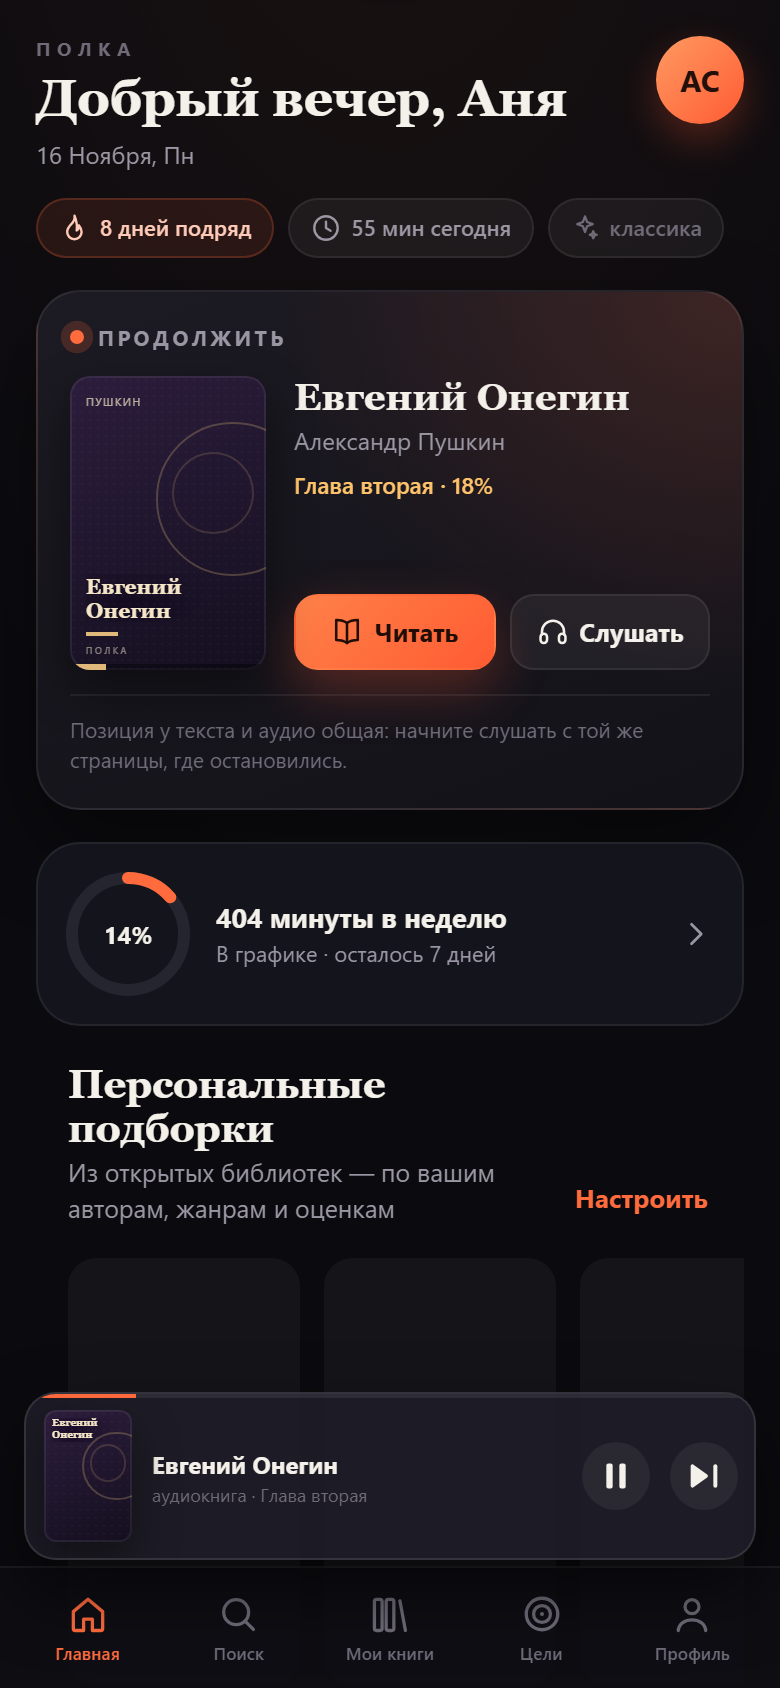 ПОЛКА
Добрый вечер, Аня
АС
16 Ноября, Пн
8 дней подряд
55 мин сегодня
классика
ПРОДОЛЖИТЬ
ПУШКИН
Евгений
Онегин
ПОЛКА
Евгений Онегин
Александр Пушкин
Глава вторая · 18%
Читать
Слушать
Позиция у текста и аудио общая: начните слушать с той же
страницы, где остановились.
14%
404 минуты в неделю
В графике · осталось 7 дней
Персональные
подборки
Из открытых библиотек — по вашим
авторам, жанрам и оценкам
Настроить
Евгений
Онегин
Евгений Онегин
аудиокнига · Глава вторая
Главная
Поиск
Мои книги
Цели
Профиль